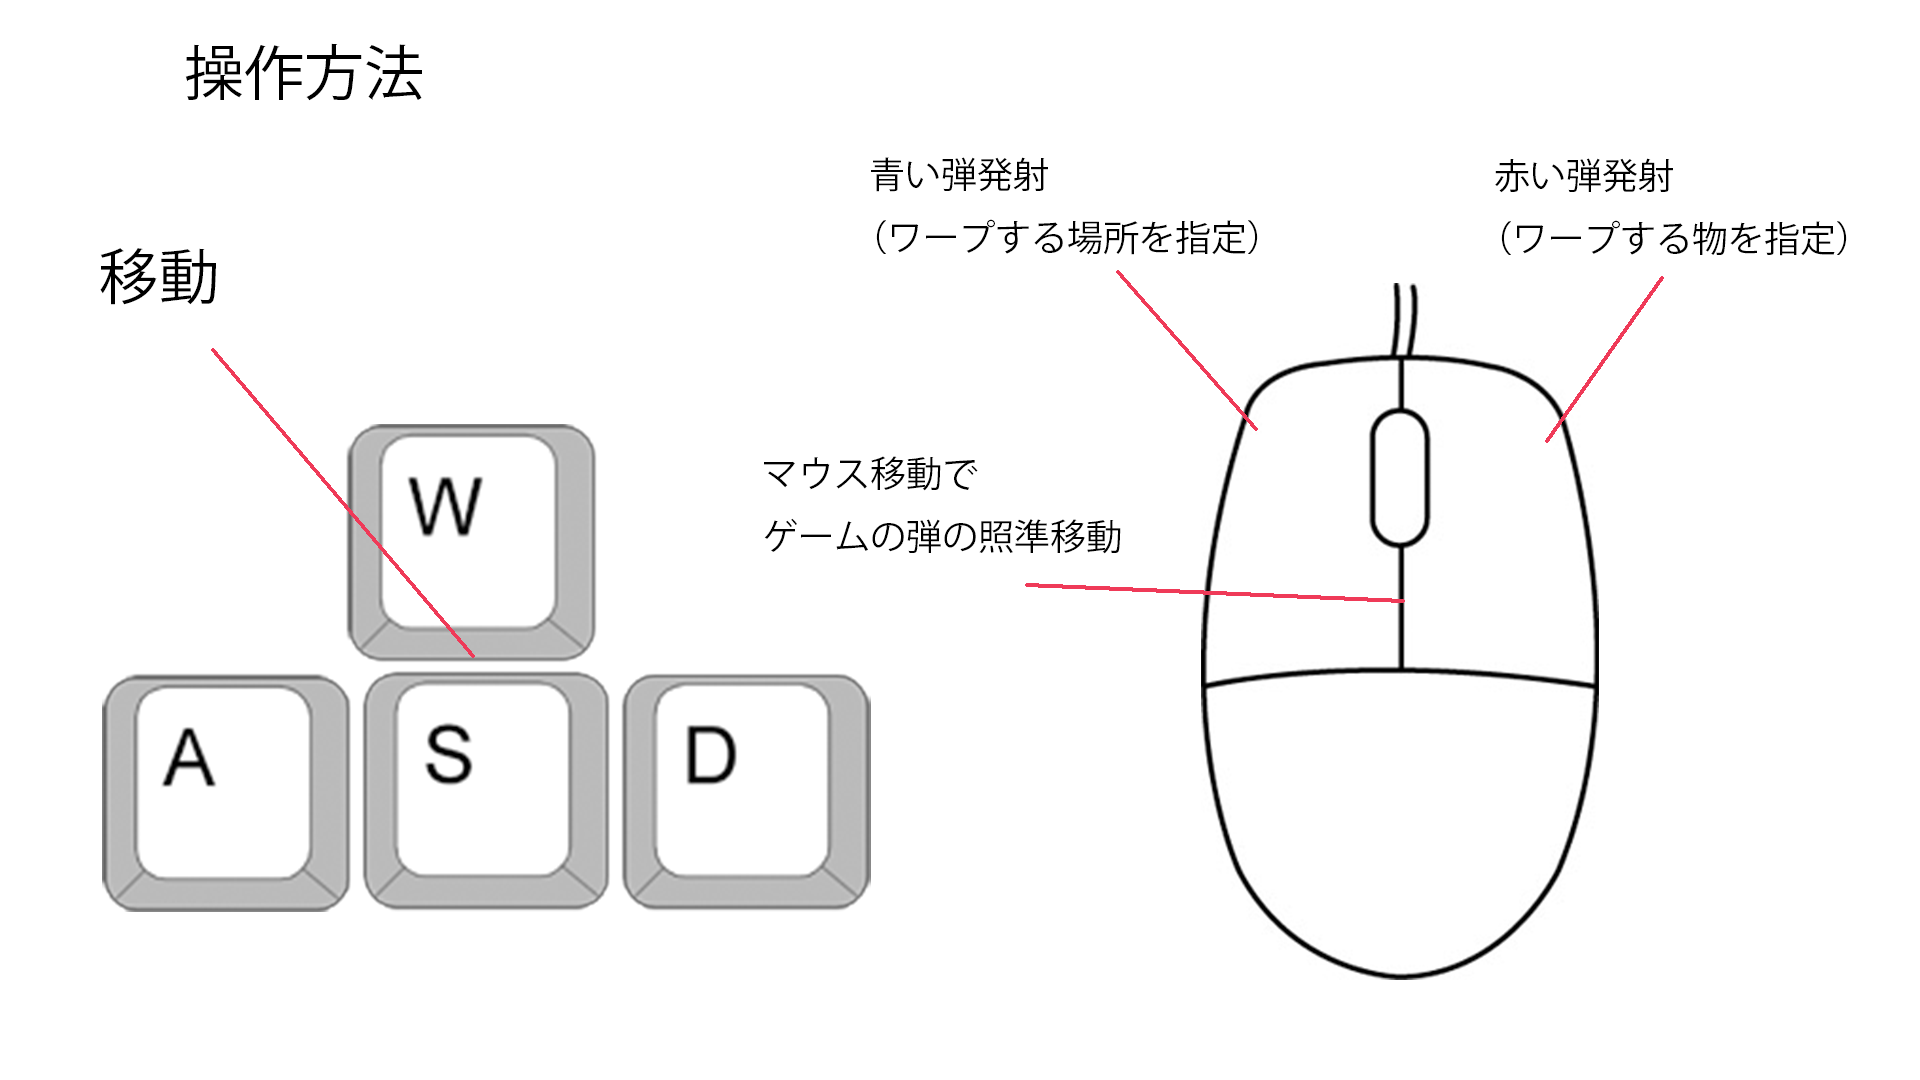 操作方法
移動
W
A
S
D
青い弾発射
（ワープする場所を指定）
赤い弾発射
（ワープする物を指定）
マウス移動で
ゲームの弾の照準移動